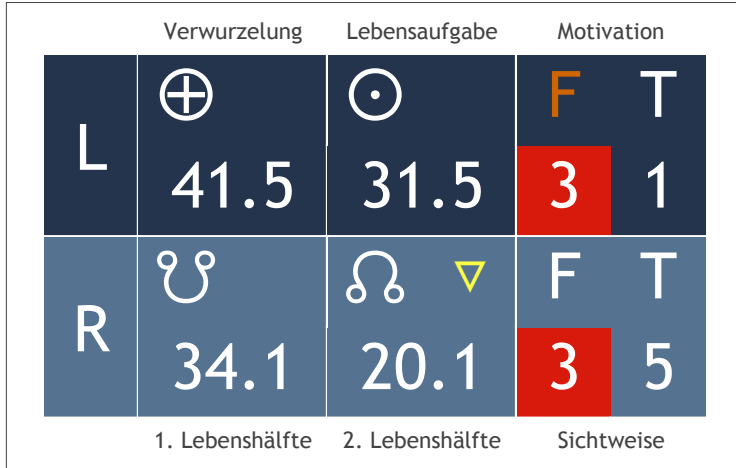 Verwurzelung Lebensaufgabe Motivation
L ⊕ ☉ F T
41.5 31.5 3 1
R ☋ ☊ ▽ F T
34.1 20.1 3 5
1. Lebenshälfte 2. Lebenshälfte Sichtweise